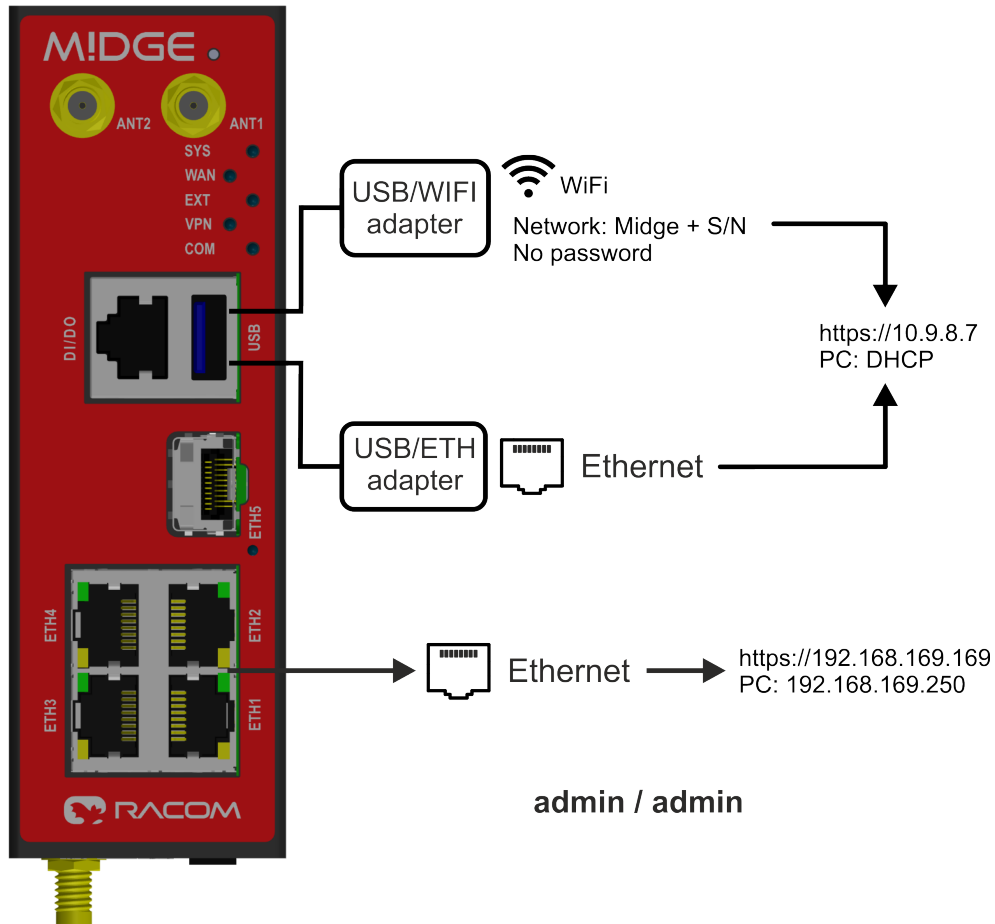 M!DGE
ANT2
ANT1
SYS
WAN
EXT
VPN
COM
DI/DO
USB
ETH5
ETH4
ETH2
ETH3
ETH1
RACOM
USB/WIFI
adapter
WiFi
Network: Midge + S/N
No password
https://10.9.8.7
PC: DHCP
USB/ETH
adapter
Ethernet
Ethernet
https://192.168.169.169
PC: 192.168.169.250
admin / admin